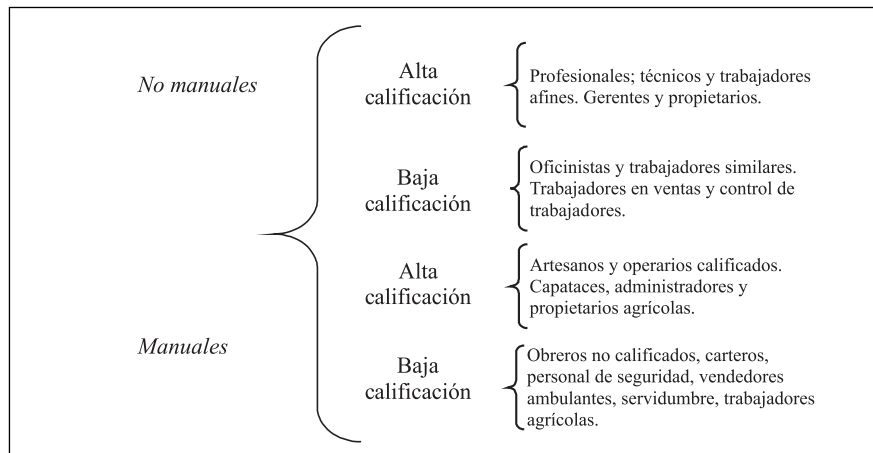 No manuales
Alta
calificación
Profesionales; técnicos y trabajadores
afines. Gerentes y propietarios.
Baja
calificación
Oficinistas y trabajadores similares.
Trabajadores en ventas y control de
trabajadores.
Manuales
Alta
calificación
Artesanos y operarios calificados.
Capataces, administradores y
propietarios agrícolas.
Baja
calificación
Obreros no calificados, carteros,
personal de seguridad, vendedores
ambulantes, servidumbre, trabajadores
agrícolas.